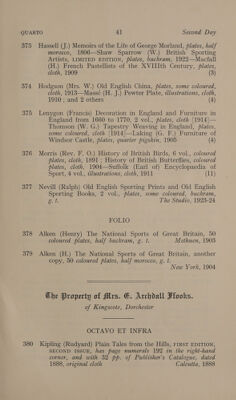 QUARTO 41 Second Day
373 Hassell (J.) Memoirs of the Life of George Morland, plates, half
morocco, 1806—Shaw Sparrow (W.) British Sporting
Artists, LIMITED EDITION, plates, buckram, 1922—Macfall
(H.) French Pastellists of the XVIIIth Century, plates,
cloth, 1909 (3)
374 Hodgson (Mrs. W.) Old English China, plates, some coloured,
cloth, 1913—Massé (H. J.) Pewter Plate, illustrations, cloth,
1910; and 2 others (4)
375 Lenygon (Francis) Decoration in England and Furniture in
England from 1660 to 1770, 2 vol., plates, cloth (1914)—
Thomson (W. G.) Tapestry Weaving in England, plates,
some coloured, cloth 1914)—Laking (G. F.) Furniture of
Windsor Castle, plates, quarter pigskin, 1905 (4)
376 Morris (Rev. F. O.) History of British Birds, 6 vol., coloured
plates, cloth, 1891; History of British Butterflies, coloured
plates, cloth, 1904—Suffolk (Earl of) Encyclopaedia of
Sport, 4 vol., illustrations, cloth, 1911 (11)
377 Nevill (Ralph) Old English Sporting Prints and Old English
Sporting Books, 2 vol., plates, some coloured, buckram,
g. t. The Studio, 1923-24
FOLIO
378 Alken (Henry) The National Sports of Great Britain, 50
coloured plates, half buckram, g. t. Methuen, 1903
379 Alken (H.) The National Sports of Great Britain, another
copy, 50 coloured plates, half morocco, g. t.
New York, 1904
The Property of Mrs. E. Archdall Ffooks.
of Kingscote, Dorchester
OCTAVO ET INFRA
380 Kipling (Rudyard) Plain Tales from the Hills, FIRST EDITION,
SECOND ISSUE, has page numerals 192 in the right-hand
corner, and with 32 pp. of Publisher's Catalogue, dated
1888, original cloth Calcutta, 1888